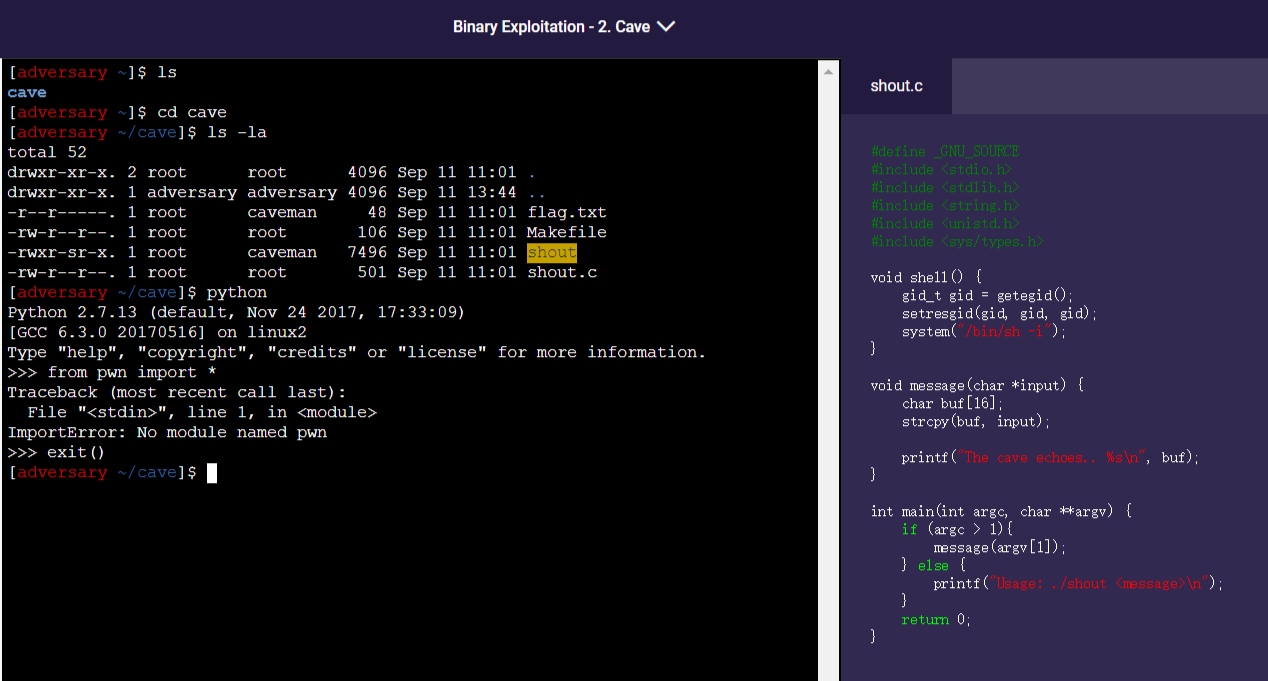 Binary Exploitation - 2. Cave
[adversary ~]$ ls
cave
[adversary ~]$ cd cave
[adversary ~/cave]$ ls -la
total 52
drwxr-xr-x. 2 root      root      4096 Sep 11 11:01 .
drwxr-xr-x. 1 adversary adversary 4096 Sep 11 13:44 ..
-r--r-----. 1 root      caveman     48 Sep 11 11:01 flag.txt
-rw-r--r--. 1 root      root       106 Sep 11 11:01 Makefile
-rwxr-sr-x. 1 root      caveman   7496 Sep 11 11:01 shout
-rw-r--r--. 1 root      root       501 Sep 11 11:01 shout.c
[adversary ~/cave]$ python
Python 2.7.13 (default, Nov 24 2017, 17:33:09)
[GCC 6.3.0 20170516] on linux2
Type "help", "copyright", "credits" or "license" for more information.
>>> from pwn import *
Traceback (most recent call last):
  File "<stdin>", line 1, in <module>
ImportError: No module named pwn
>>> exit()
[adversary ~/cave]$
shout.c
#define _GNU_SOURCE
#include <stdio.h>
#include <stdlib.h>
#include <string.h>
#include <unistd.h>
#include <sys/types.h>
void shell() {
    gid_t gid = getegid();
    setresgid(gid, gid, gid);
    system("/bin/sh -i");
}
void message(char *input) {
    char buf[16];
    strcpy(buf, input);
    printf("The cave echoes.. %s\n", buf);
}
int main(int argc, char **argv) {
    if (argc > 1){
        message(argv[1]);
    } else {
        printf("Usage: ./shout <message>\n");
    }
    return 0;
}